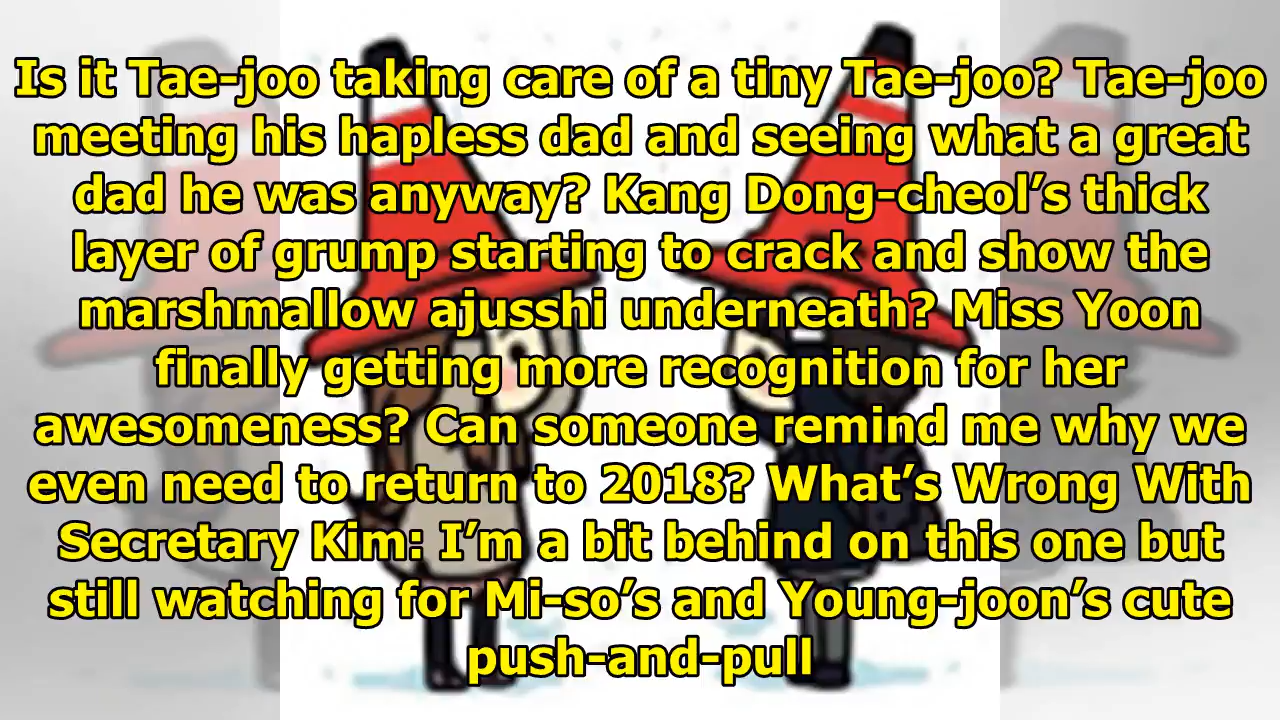 Is it Tae-joo taking care of a tiny Tae-joo? Tae-joo
meeting his hapless dad and seeing what a great
dad he was anyway? Kang Dong-cheol’s thick
layer of grump starting to crack and show the
marshmallow ajusshi underneath? Miss Yoon
finally getting more recognition for her
awesomeness? Can someone remind me why we
even need to return to 2018? What’s Wrong With
Secretary Kim: I’m a bit behind on this one but
still watching for Mi-so’s and Young-joon’s cute
push-and-pull